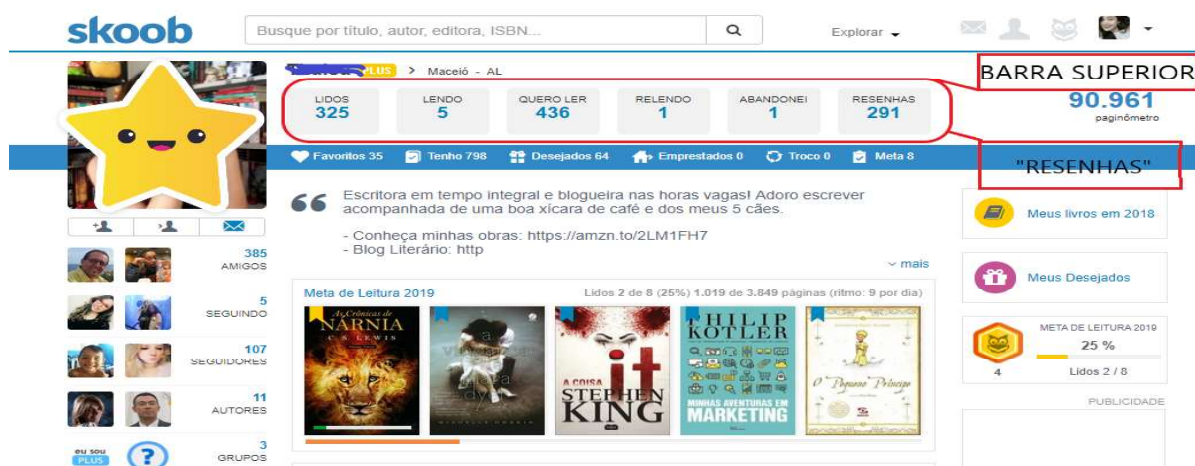 skoob
Busque por título, autor, editora, ISBN...
Explorar
PLUS > Maceió - AL
BARRA SUPERIOR
LIDOS
325
LENDO
5
QUERO LER
436
RELENDO
1
ABANDONEI
1
RESENHAS
291
90.961
paginômetro
Favoritos 35
Tenho 798
Desejados 64
Emprestados 0
Troco 0
Meta 8
"RESENHAS"
Escritora em tempo integral e blogueira nas horas vagas! Adoro escrever
acompanhada de uma boa xícara de café e dos meus 5 cães.
- Conheça minhas obras: https://amzn.to/2LM1FH7
- Blog Literário: http
mais
Meus livros em 2018
Meus Desejados
385
AMIGOS
5
SEGUINDO
107
SEGUIDORES
11
AUTORES
eu sou
PLUS
3
GRUPOS
Meta de Leitura 2019
Lidos 2 de 8 (25%) 1.019 de 3.849 páginas (ritmo: 9 por dia)
As Crônicas de
NÁRNIA
C. S. LEWIS
a
A COISA
it
STEPHEN
KING
PHILIP
KOTLER
MINHAS AVENTURAS EM
MARKETING
O Pequeno Príncipe
META DE LEITURA 2019
25 %
4
Lidos 2 / 8
PUBLICIDADE